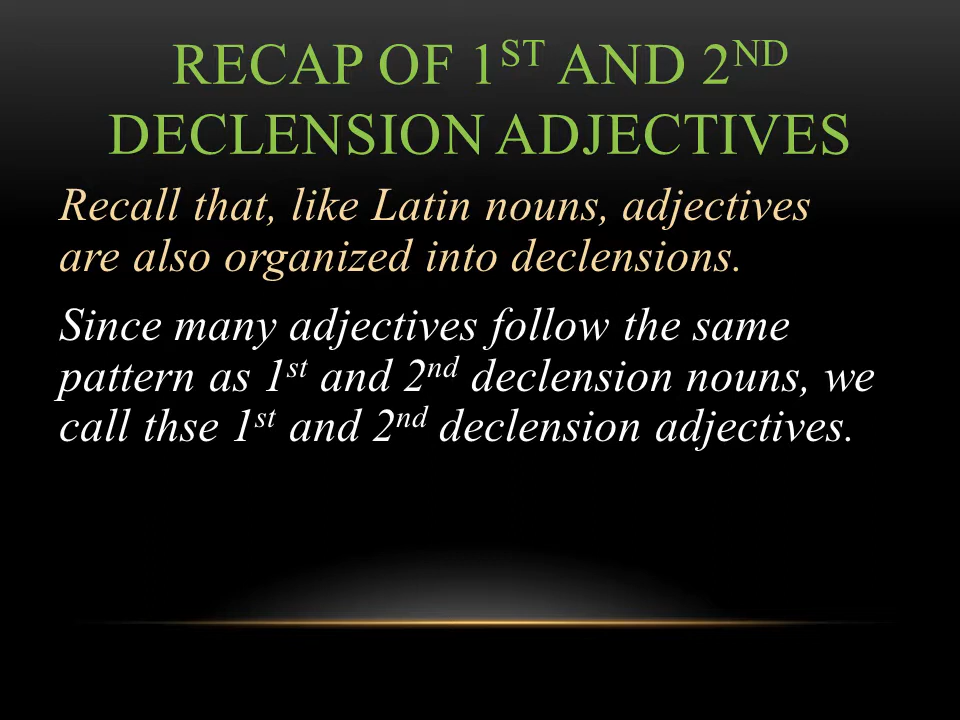 RECAP OF 1ST AND 2ND
DECLENSION ADJECTIVES
Recall that, like Latin nouns, adjectives
are also organized into declensions.
Since many adjectives follow the same
pattern as 1st and 2nd declension nouns, we
call thse 1st and 2nd declension adjectives.